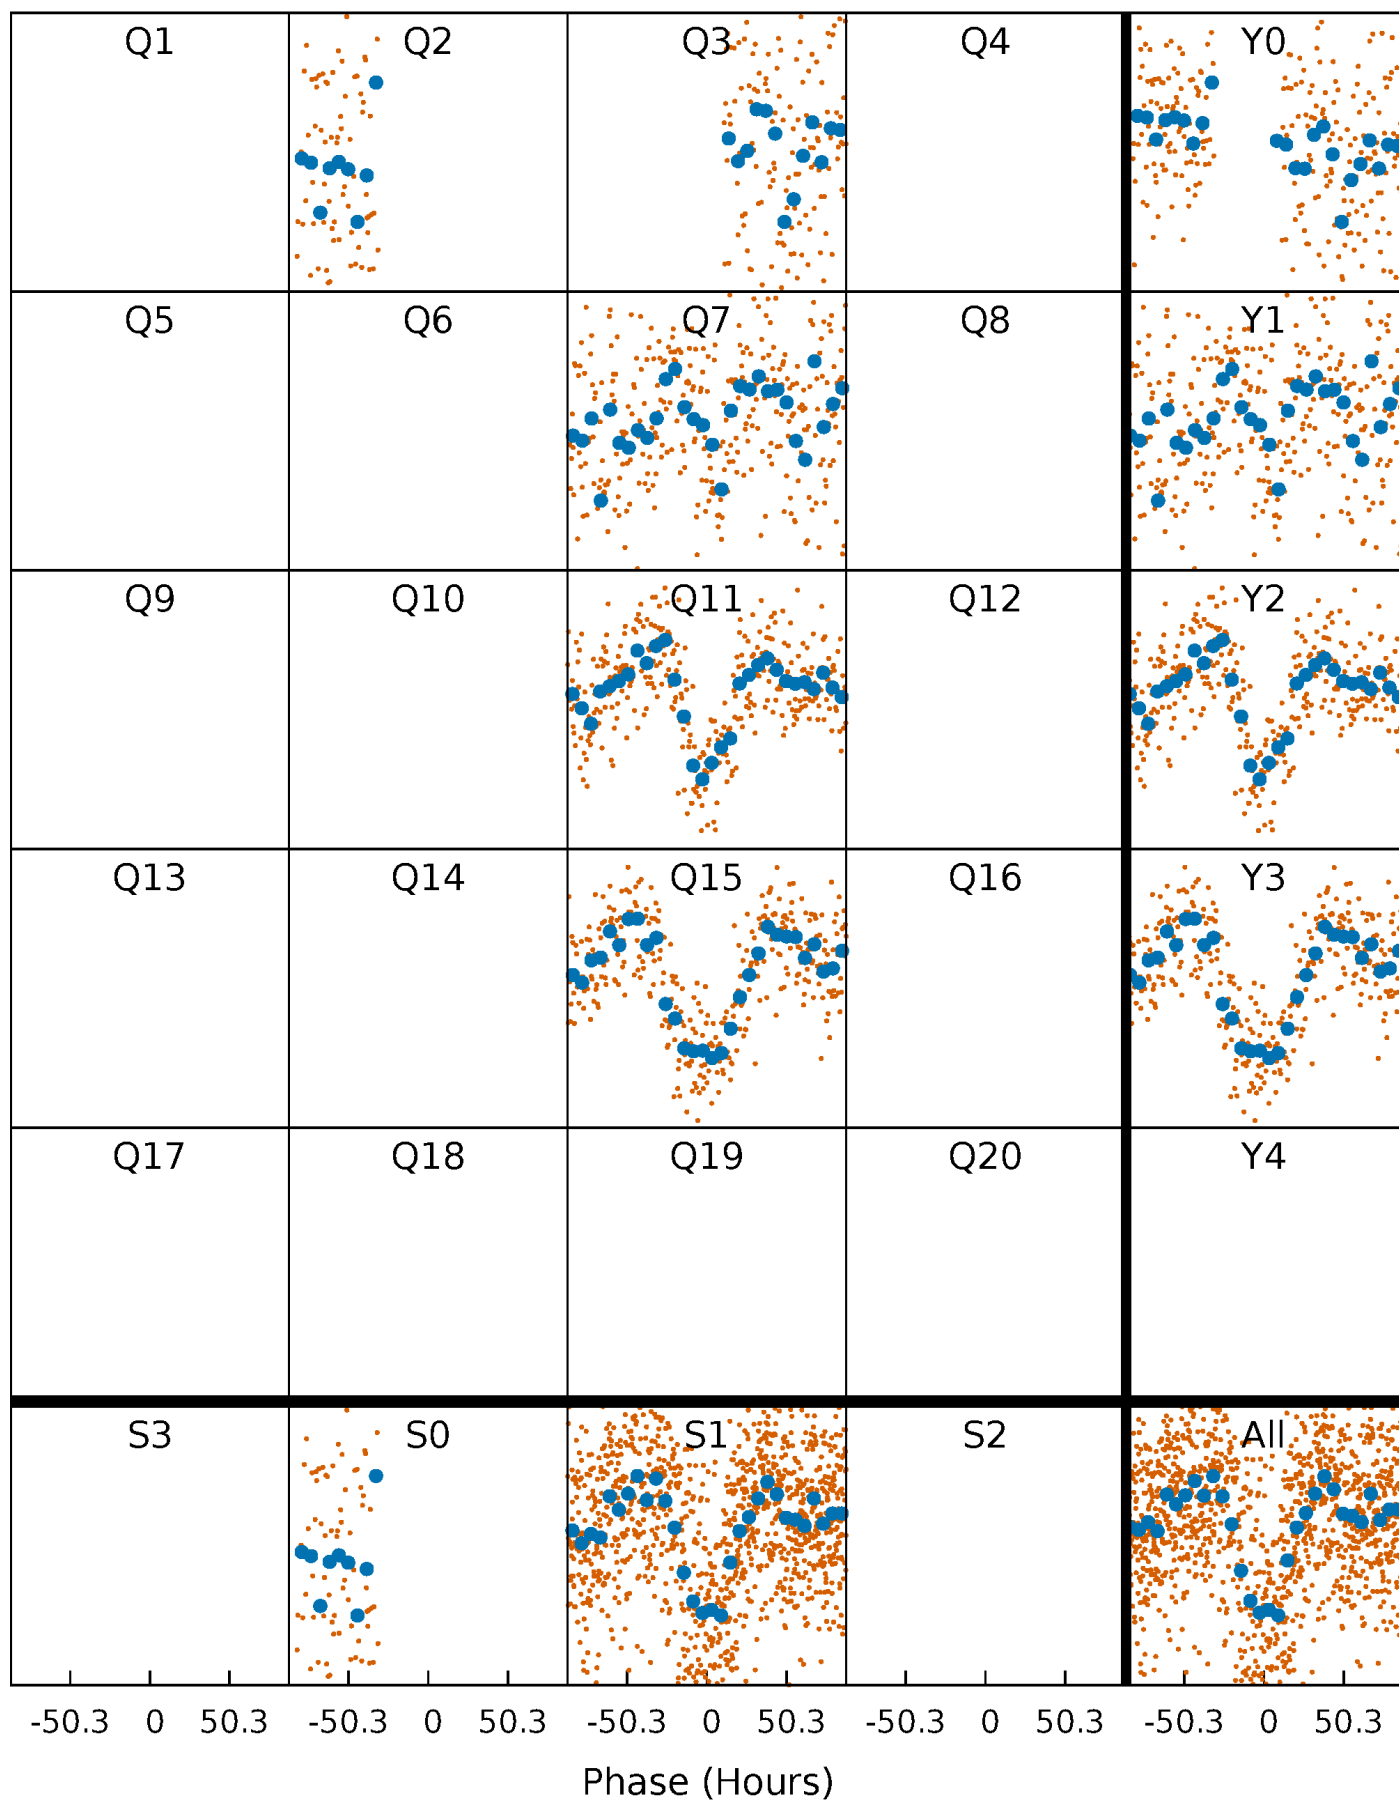 Q1 Q2 Q3 Q4 Y0
Q5 Q6 Q7 Q8 Y1
Q9 Q10 Q11 Q12 Y2
Q13 Q14 Q15 Q16 Y3
Q17 Q18 Q19 Q20 Y4
S3 S0 S1 S2 All
-50.3 0 50.3 -50.3 0 50.3 -50.3 0 50.3 -50.3 0 50.3 -50.3 0 50.3
Phase (Hours)